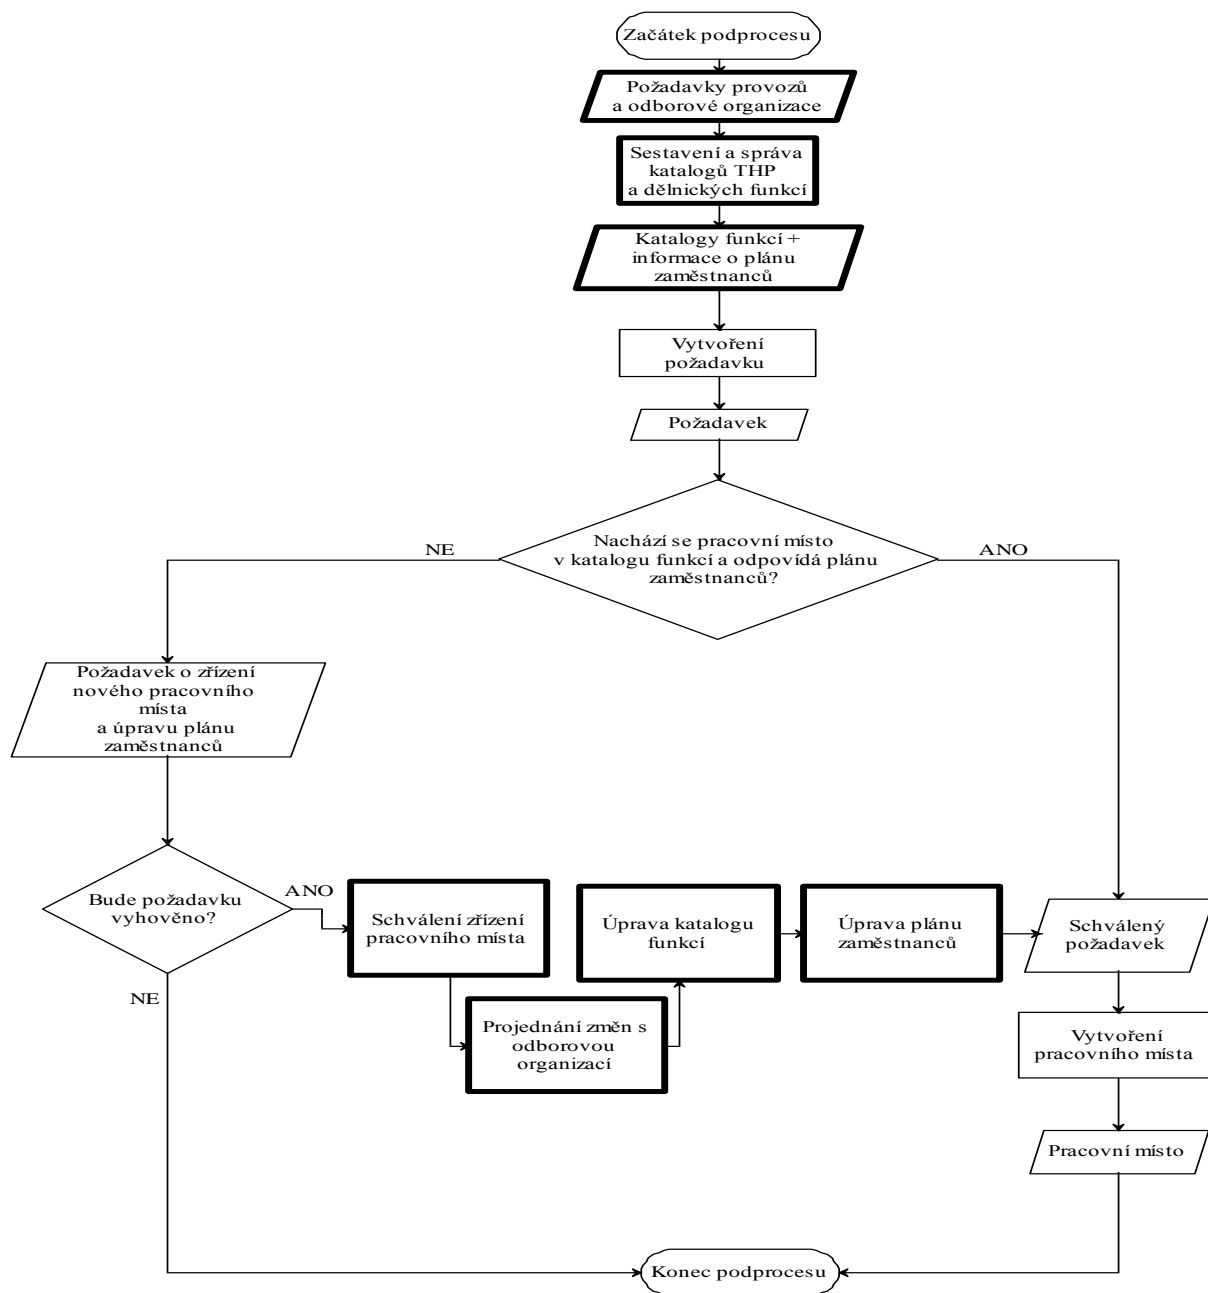 Začátek podprocesu
Požadavky provozů
a odborové organizace
Sestavení a správa
katalogů THP
a dělnických funkcí
Katalogy funkcí +
informace o plánu
zaměstnanců
Vytvoření
požadavku
Požadavek
Nachází se pracovní místo
v katalogu funkcí a odpovídá plánu
zaměstnanců?
NE
ANO
Požadavek o zřízení
nového pracovního
místa
a úpravu plánu
zaměstnanců
Bude požadavku
vyhověno?
ANO
NE
Schválení zřízení
pracovního místa
Projednání změn s
odborovou
organizací
Úprava katalogu
funkcí
Úprava plánu
zaměstnanců
Schválený
požadavek
Vytvoření
pracovního místa
Pracovní místo
Konec podprocesu